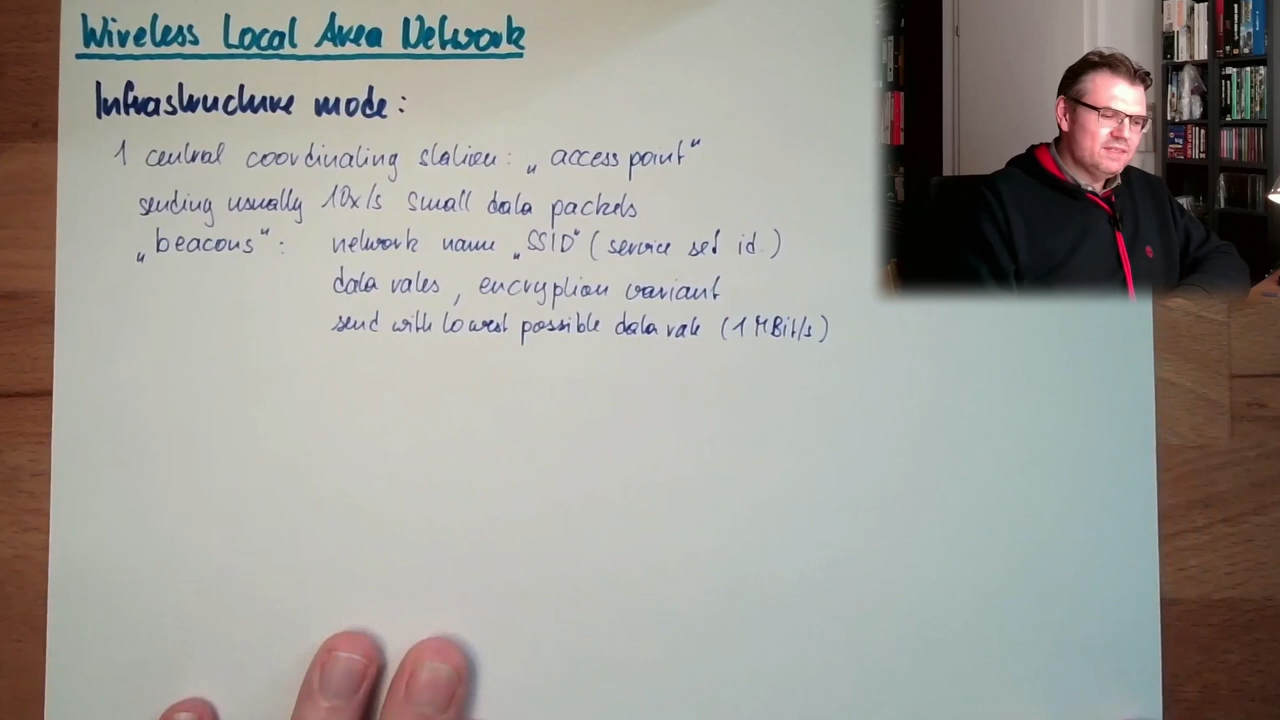 Wireless Local Area Network
Infrastructure mode:
1 central coordinating station: „access point“
sending usually 10x/s small data packets
„beacons“: network name „SSID“ (service set id.)
data rates, encryption variant
send with lowest possible data rate (1 MBit/s)